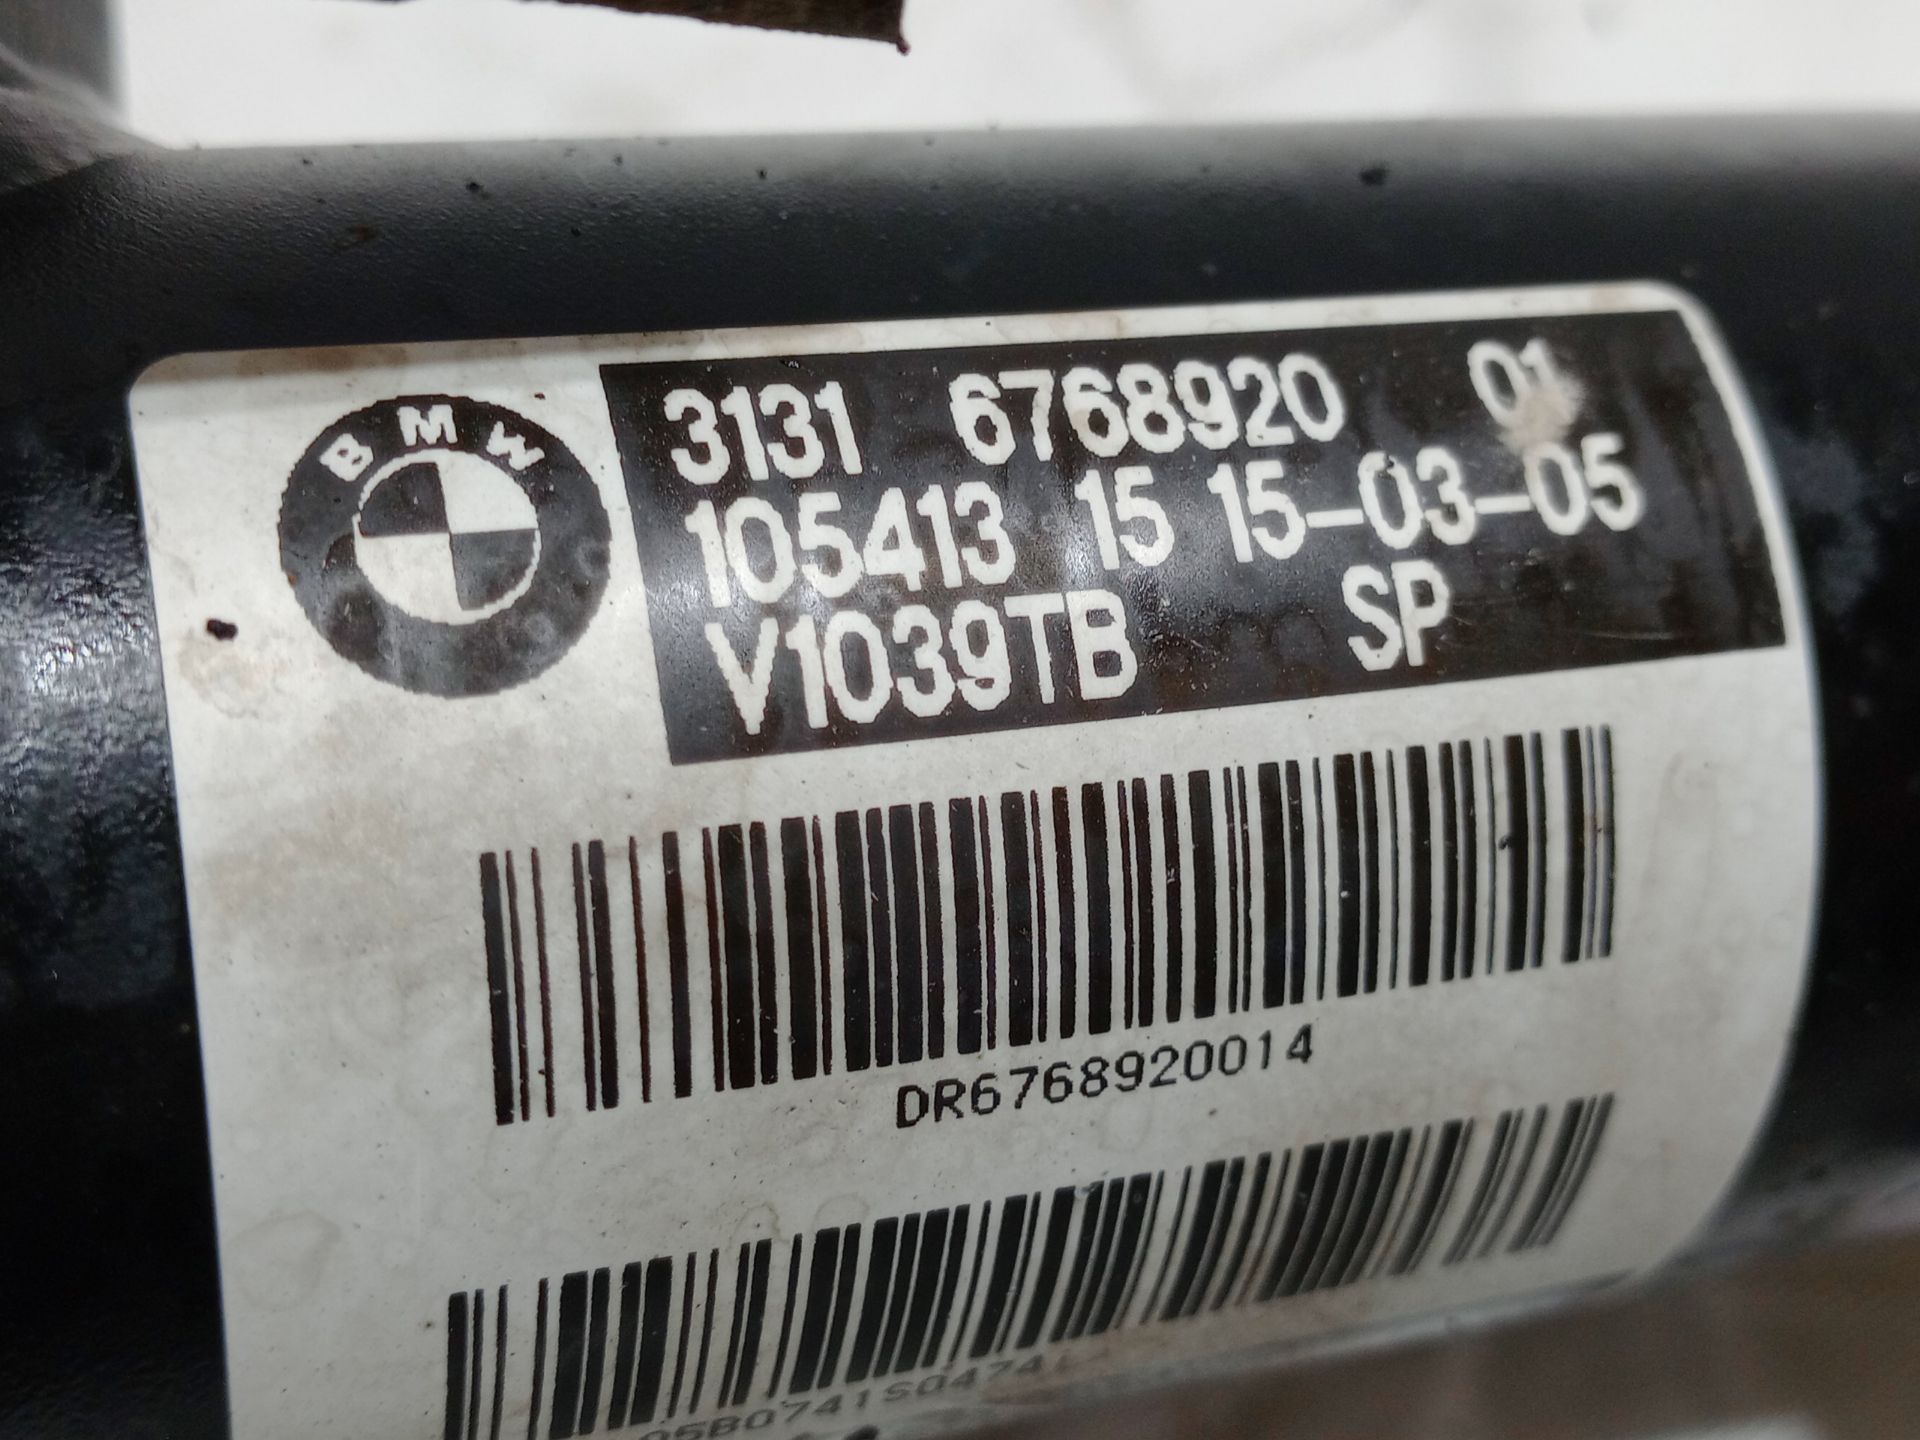 BMW
3131 6768920 01
105413 15 15-03-05
V1039TB SP
DR6768920014